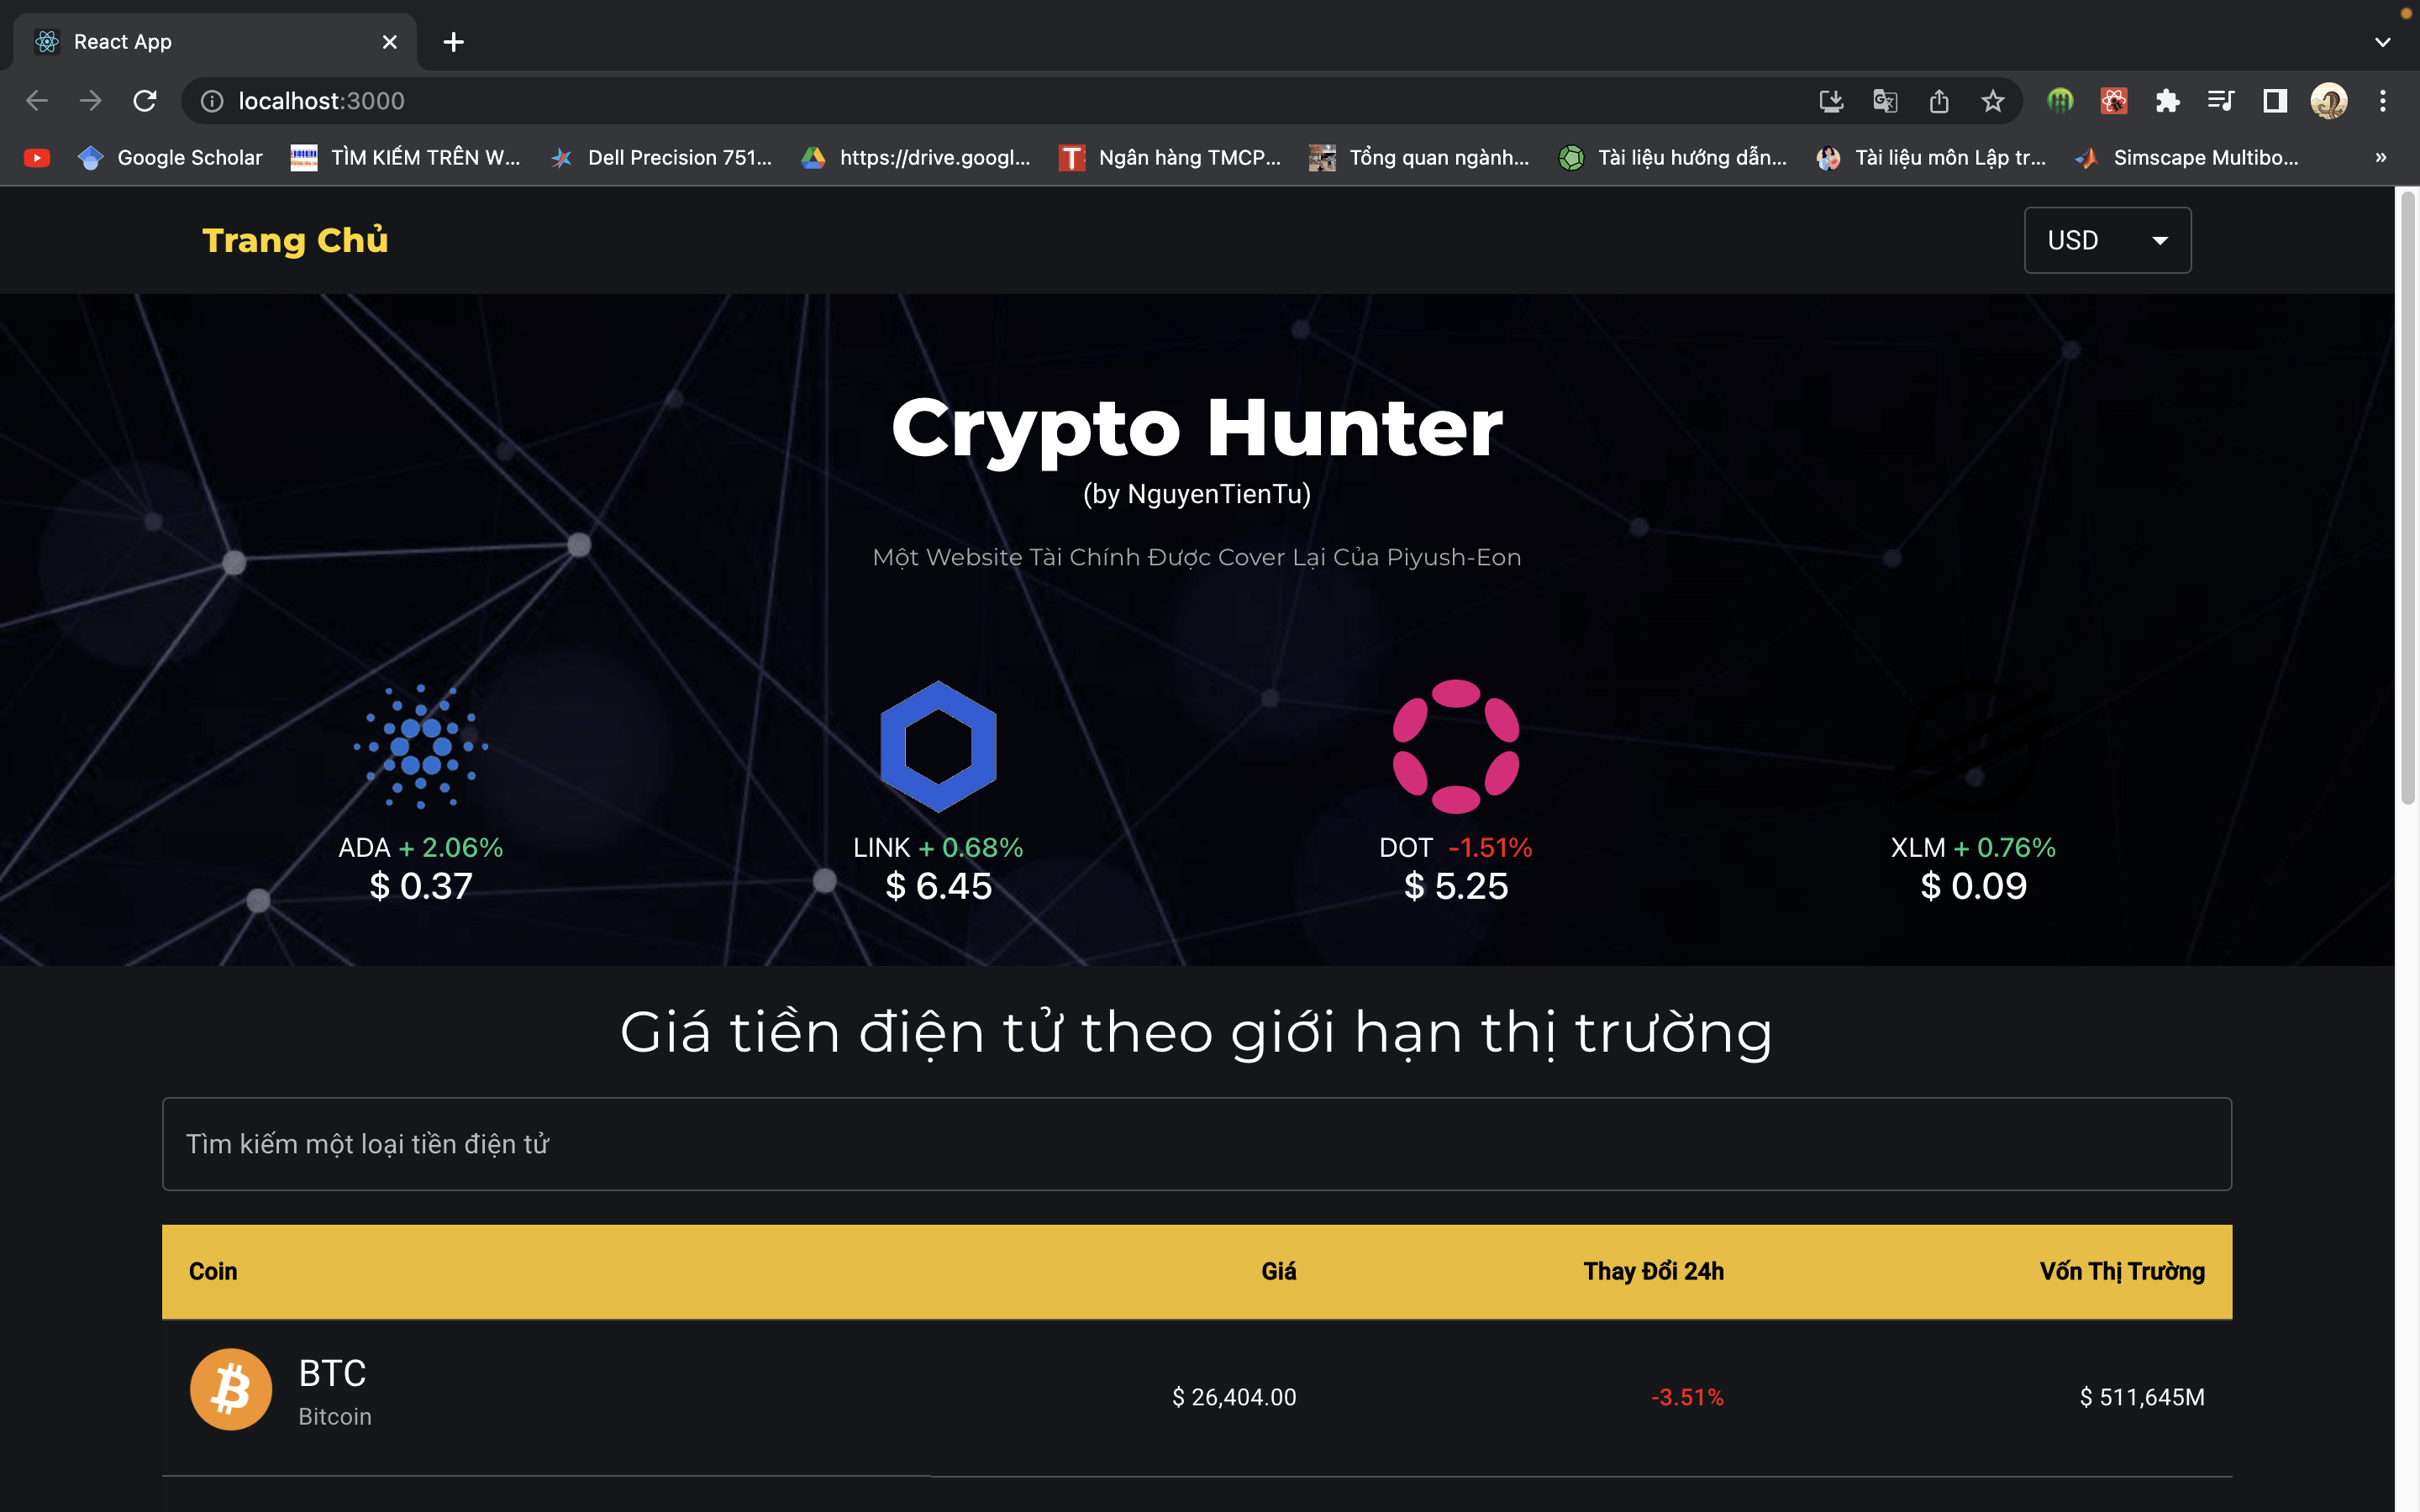 React App
localhost:3000
Google Scholar
TÌM KIẾM TRÊN W...
Dell Precision 751...
https://drive.googl...
Ngân hàng TMCP...
Tổng quan ngành...
Tài liệu hướng dẫn...
Tài liệu môn Lập tr...
Simscape Multibo...
»
Trang Chủ
USD
Crypto Hunter
(by NguyenTienTu)
Một Website Tài Chính Được Cover Lại Của Piyush-Eon
ADA + 2.06%
$ 0.37
LINK + 0.68%
$ 6.45
DOT -1.51%
$ 5.25
XLM + 0.76%
$ 0.09
Giá tiền điện tử theo giới hạn thị trường
Tìm kiếm một loại tiền điện tử
Coin Giá Thay Đổi 24h Vốn Thị Trường
BTC
Bitcoin
$ 26,404.00 -3.51% $ 511,645M